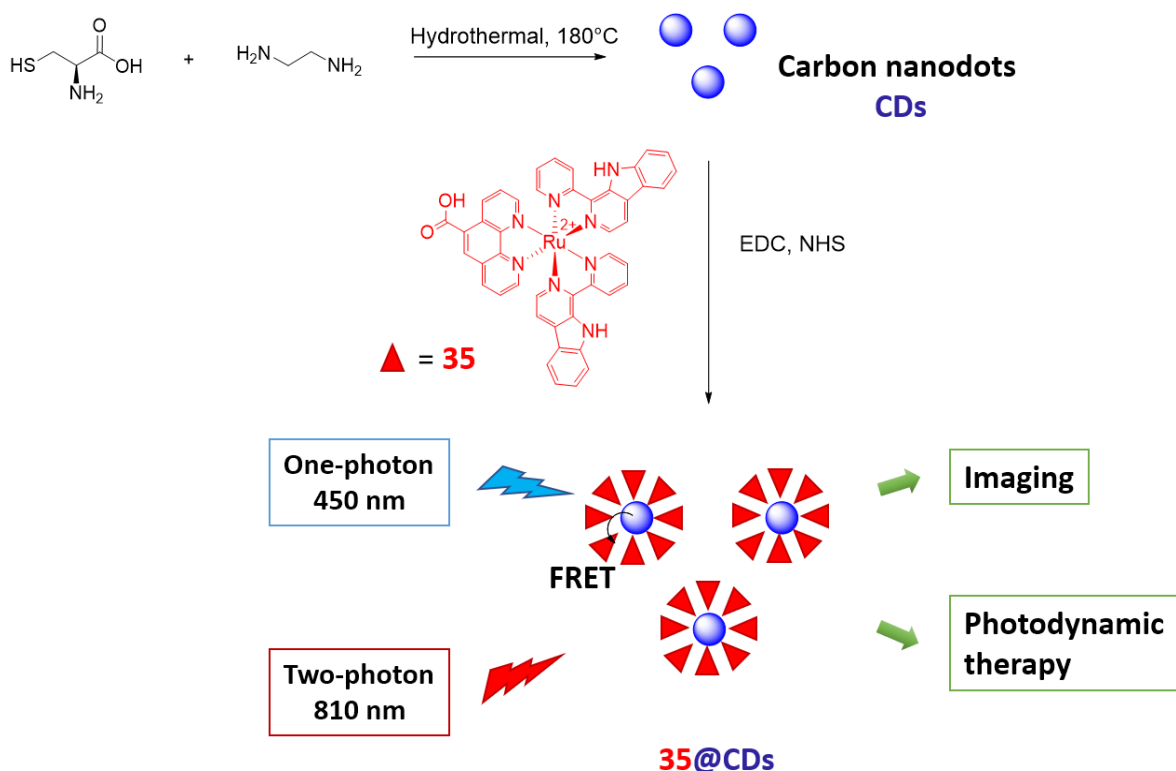 HS
O
OH
NH2
+
H2N
NH2
Hydrothermal, 180°C
Carbon nanodots
CDs
OH
O
N
N
2+
Ru
N
N
HN
N
N
NH
EDC, NHS
= 35
One-photon
450 nm
Imaging
FRET
Two-photon
810 nm
Photodynamic
therapy
35@CDs